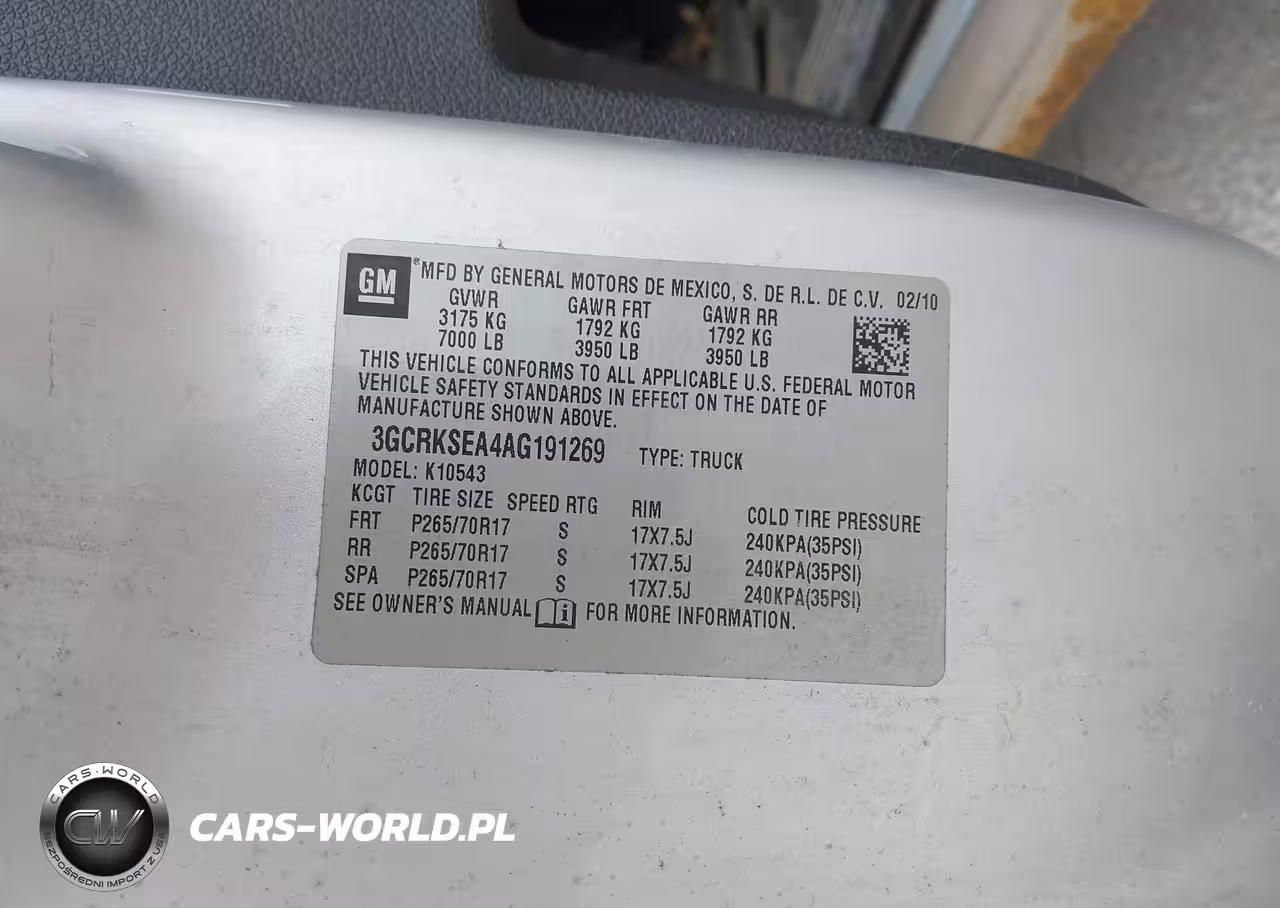 GM
®MFD BY GENERAL MOTORS DE MEXICO, S. DE R.L. DE C.V. 02/10
GVWR GAWR FRT GAWR RR
3175 KG 1792 KG 1792 KG
7000 LB 3950 LB 3950 LB
THIS VEHICLE CONFORMS TO ALL APPLICABLE U.S. FEDERAL MOTOR
VEHICLE SAFETY STANDARDS IN EFFECT ON THE DATE OF
MANUFACTURE SHOWN ABOVE.
3GCRKSEA4AG191269 TYPE: TRUCK
MODEL: K10543
KCGT TIRE SIZE SPEED RTG RIM COLD TIRE PRESSURE
FRT P265/70R17 S 17X7.5J 240KPA(35PSI)
RR P265/70R17 S 17X7.5J 240KPA(35PSI)
SPA P265/70R17 S 17X7.5J 240KPA(35PSI)
SEE OWNER'S MANUAL i FOR MORE INFORMATION.
CARS-WORLD
CW
BEZPOŚREDNI IMPORT Z USA
CARS-WORLD.PL